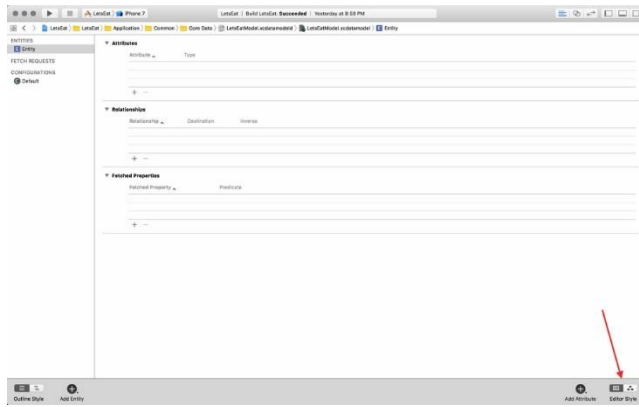 LetsEat  iPhone 7  LetsEat | Build LetsEat: Succeeded | Yesterday at 8:59 PM
LetsEat  LetsEat  Application  Common  Core Data  LetsEatModel.xcdatamodeld  LetsEatModel.xcdatamodel  E Entity
ENTITIES
E Entity
FETCH REQUESTS
CONFIGURATIONS
C Default
Attributes
Attribute  Type
Relationships
Relationship  Destination  Inverse
Fetched Properties
Fetched Property  Predicate
Outline Style  Add Entity  Add Attribute  Editor Style